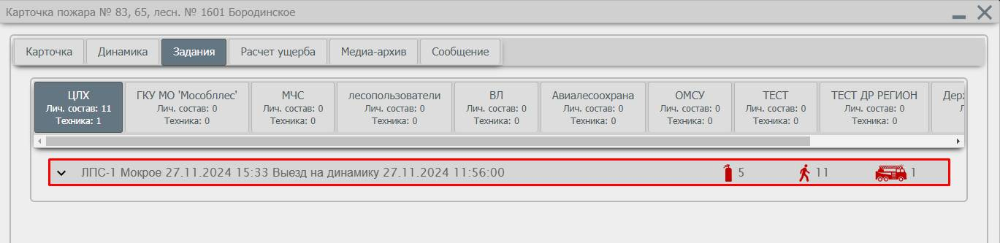 Карточка пожара № 83, 65, лесн. № 1601 Бородинское
Карточка Динамика Задания Расчет ущерба Медиа-архив Сообщение
ЦЛХ
Лич. состав: 11
Техника: 1
ГКУ МО 'Мособллес'
Лич. состав: 0
Техника: 0
МЧС
Лич. состав: 0
Техника: 0
лесопользователи
Лич. состав: 0
Техника: 0
ВЛ
Лич. состав: 0
Техника: 0
Авиалесоохрана
Лич. состав: 0
Техника: 0
ОМСУ
Лич. состав: 0
Техника: 0
ТЕСТ
Лич. состав: 0
Техника: 0
ТЕСТ ДР РЕГИОН
Лич. состав: 0
Техника: 0
ЛПС-1 Мокрое 27.11.2024 15:33 Выезд на динамику 27.11.2024 11:56:00 5 11 1